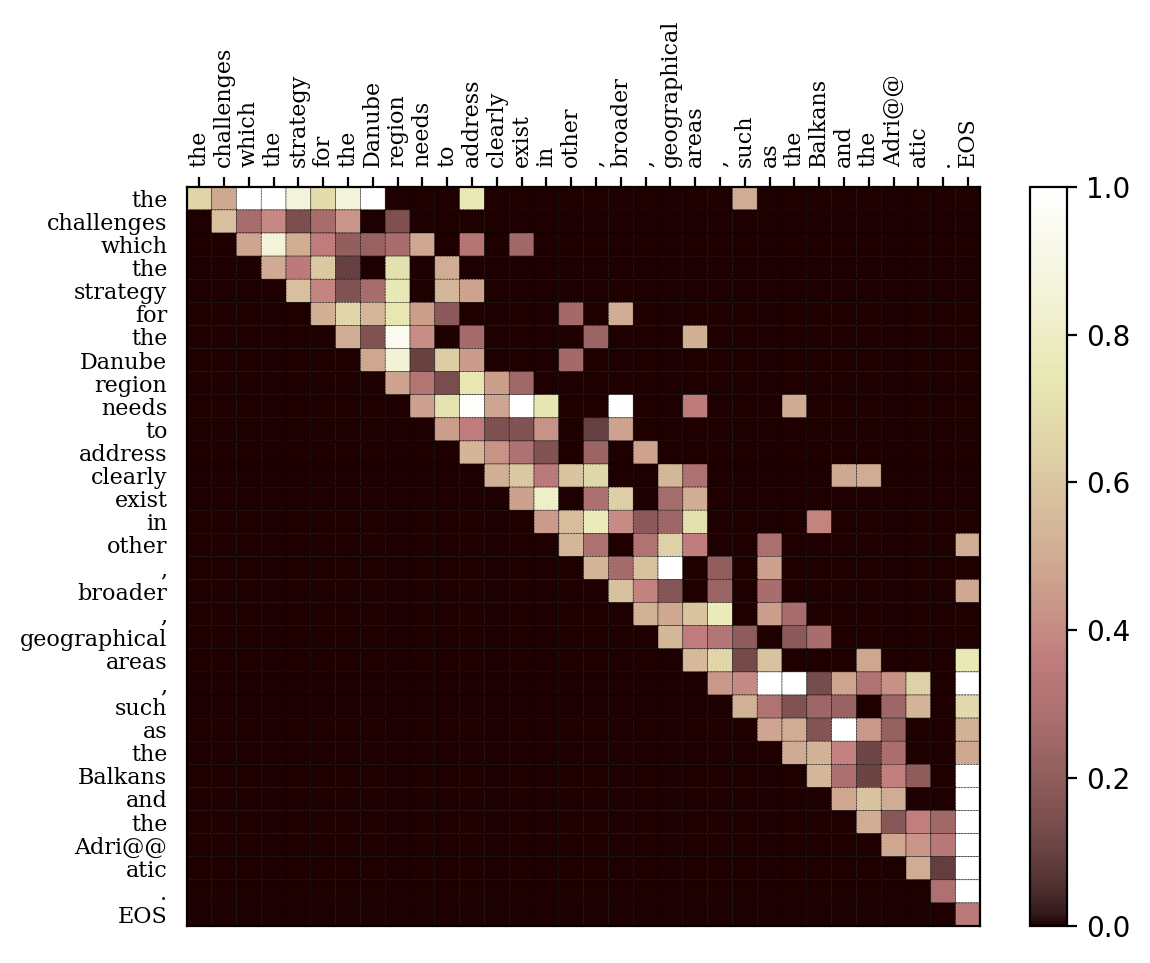 the
challenges
which
the
strategy
for
the
Danube
region
needs
to
address
clearly
exist
in
other
,
broader
,
geographical
areas
,
such
as
the
Balkans
and
the
Adri@@
atic
.
EOS
the
challenges
which
the
strategy
for
the
Danube
region
needs
to
address
clearly
exist
in
other
,
broader
,
geographical
areas
,
such
as
the
Balkans
and
the
Adri@@
atic
.
EOS
1.0
0.8
0.6
0.4
0.2
0.0